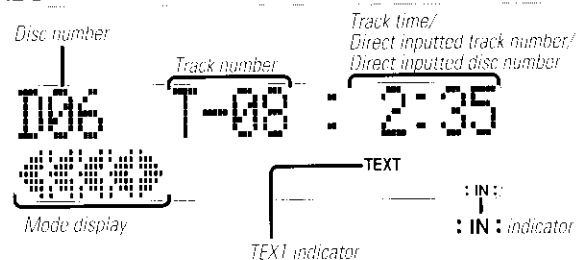 Disc number
Track time/
Direct inputted track number/
Direct inputted disc number
Track number
D06 T-08 : 2:35
TEXT
: IN :
Mode display
: IN : indicator
TEXT indicator